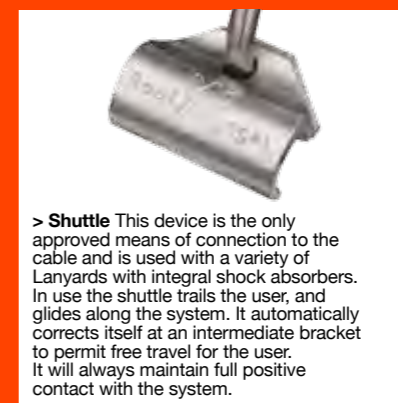 > Shuttle This device is the only
approved means of connection to the
cable and is used with a variety of
Lanyards with integral shock absorbers.
In use the shuttle trails the user, and
glides along the system. It automatically
corrects itself at an intermediate bracket
to permit free travel for the user.
It will always maintain full positive
contact with the system.